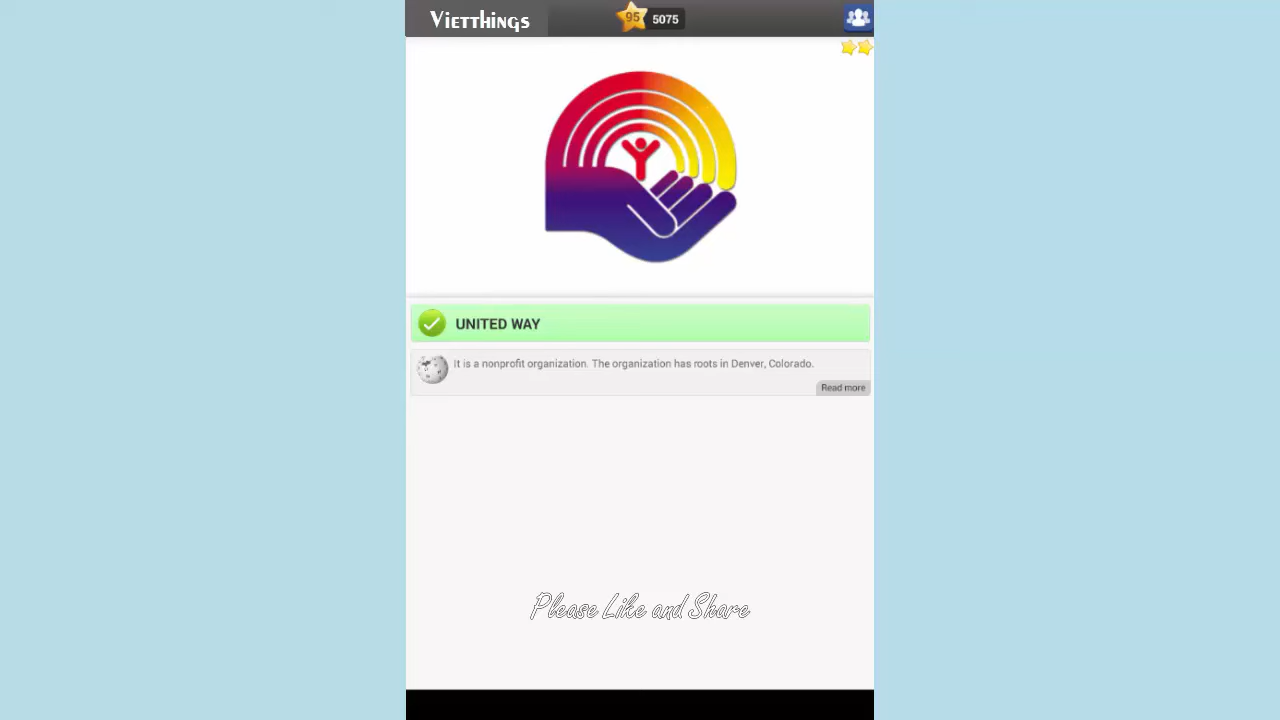 Vietthings
95
5075
UNITED WAY
It is a nonprofit organization. The organization has roots in Denver, Colorado.
Read more
Please Like and Share